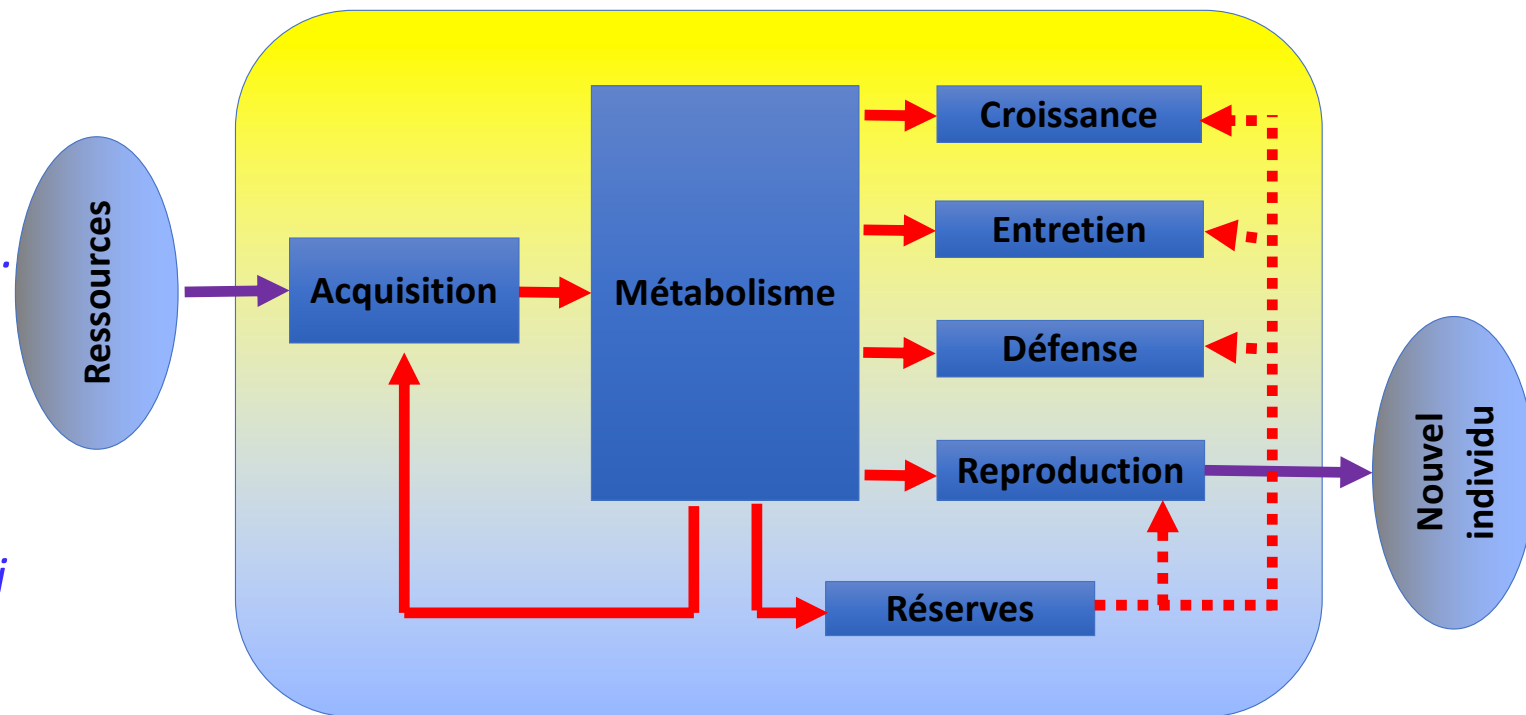 Croissance
Ressources
Entretien
.
Acquisition
Métabolisme
Défense
Nouvel
individu
Reproduction
i
Réserves